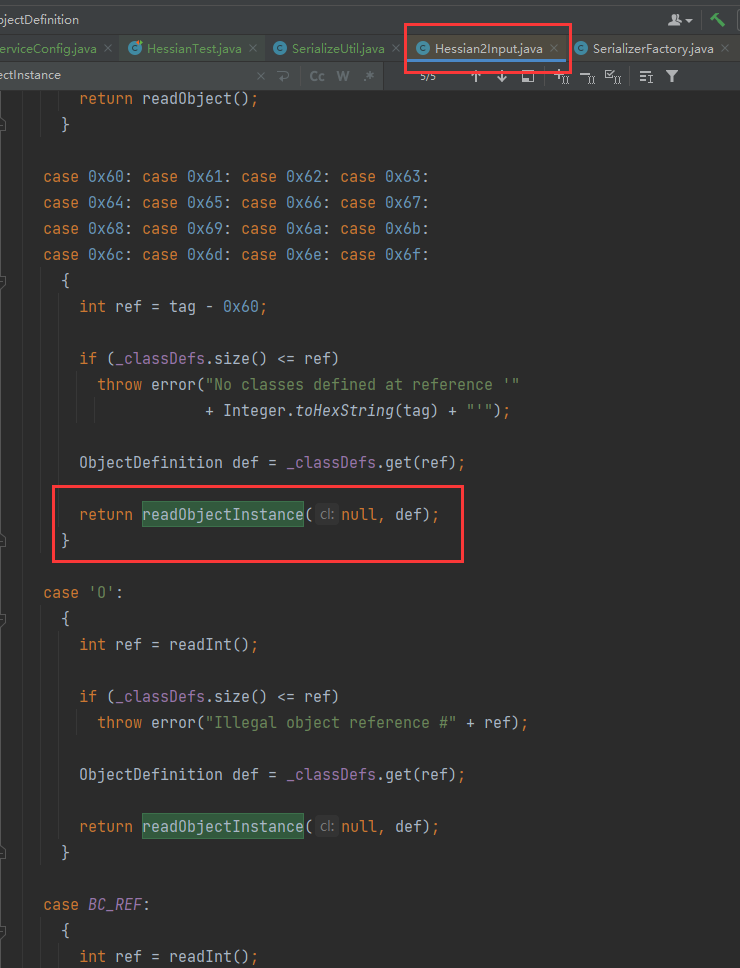 bjectDefinition
erviceConfig.java × HessianTest.java × SerializeUtil.java × Hessian2Input.java × SerializerFactory.java ×
ectInstance × Cc W .* 5/5
return readObject();
}
case 0x60: case 0x61: case 0x62: case 0x63:
case 0x64: case 0x65: case 0x66: case 0x67:
case 0x68: case 0x69: case 0x6a: case 0x6b:
case 0x6c: case 0x6d: case 0x6e: case 0x6f:
{
int ref = tag - 0x60;
if (_classDefs.size() <= ref)
throw error("No classes defined at reference '"
+ Integer.toHexString(tag) + "'");
ObjectDefinition def = _classDefs.get(ref);
return readObjectInstance( cl: null, def);
}
case 'O':
{
int ref = readInt();
if (_classDefs.size() <= ref)
throw error("Illegal object reference #" + ref);
ObjectDefinition def = _classDefs.get(ref);
return readObjectInstance( cl: null, def);
}
case BC_REF:
{
int ref = readInt();